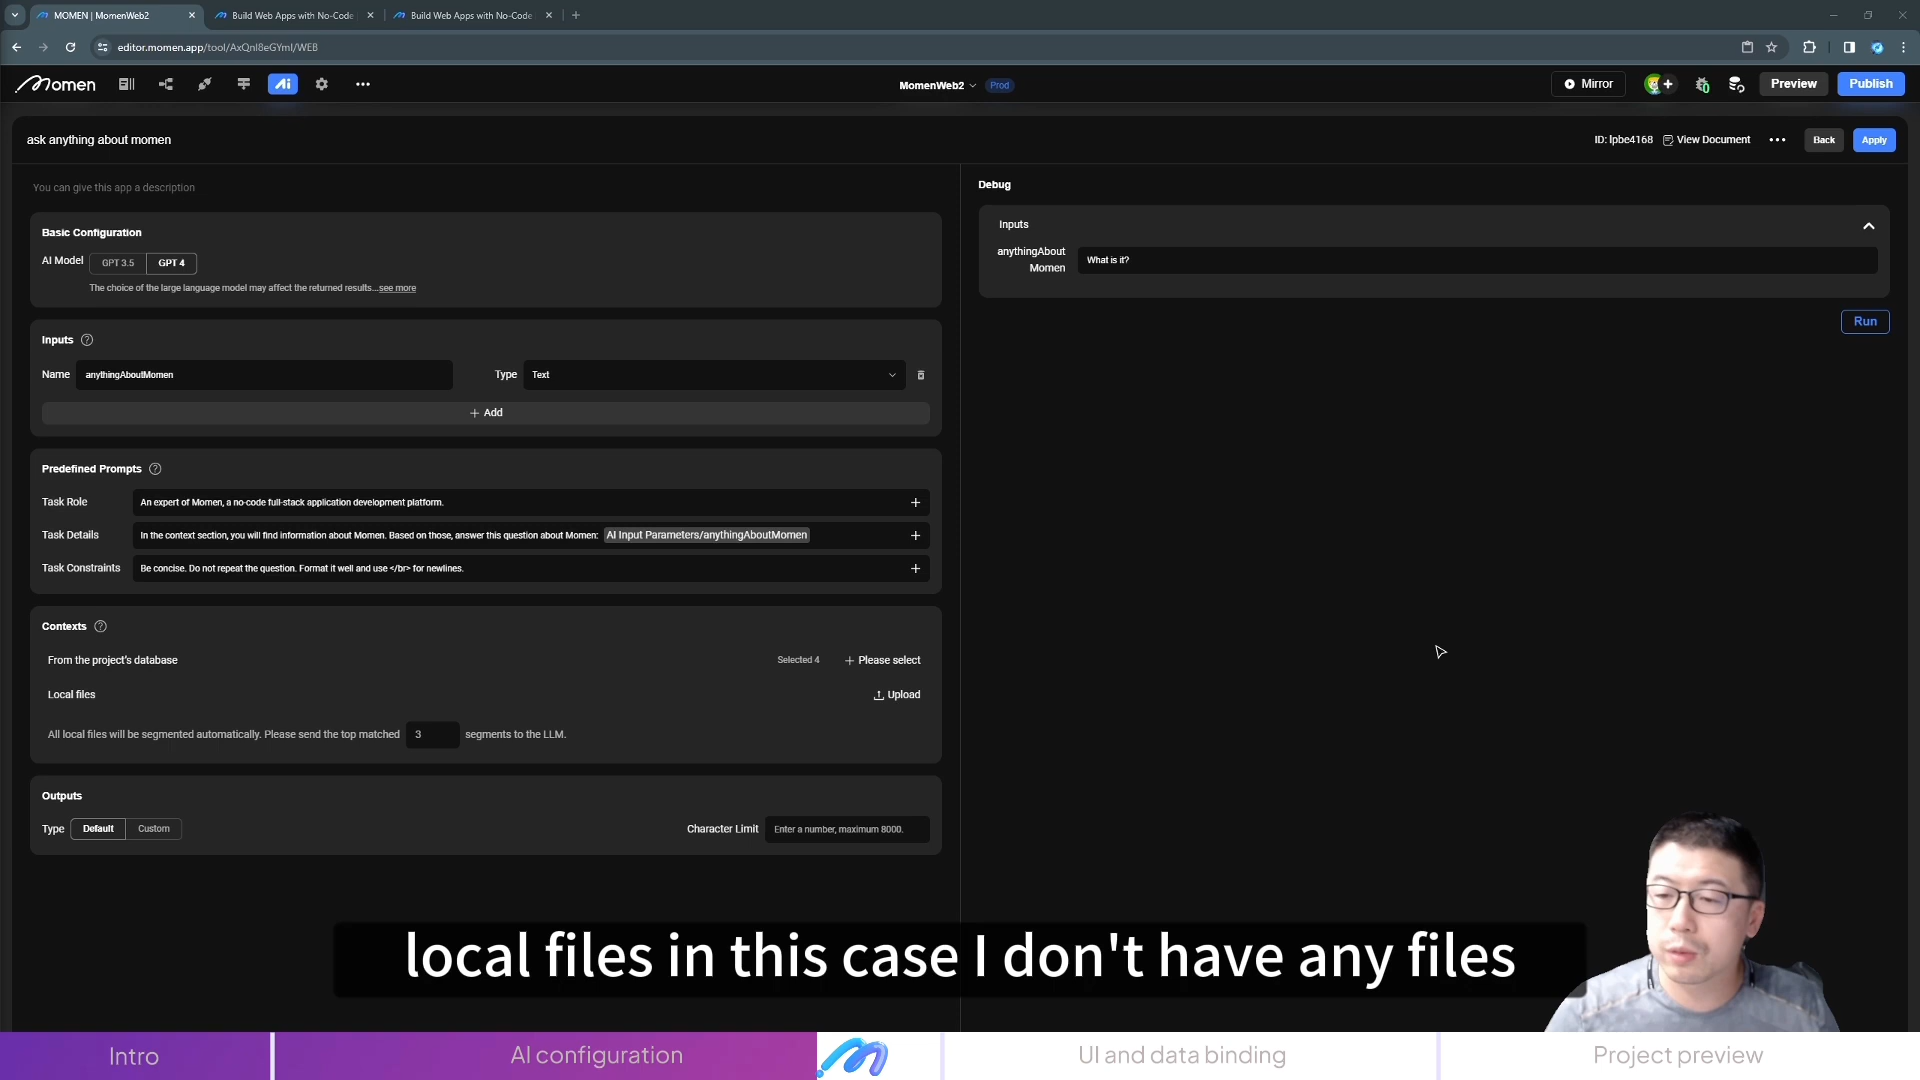 MOMEN | MomenWeb2
Build Web Apps with No-Code
Build Web Apps with No-Code
editor.momen.app/tool/AxQnI8eGYmI/WEB
Momen
Ai
MomenWeb2
Prod
Mirror
Preview
Publish
ask anything about momen
ID: lpbe4168
View Document
Back
Apply
You can give this app a description
Basic Configuration
AI Model
GPT 3.5
GPT 4
The choice of the large language model may affect the returned results...see more
Inputs
Name
anythingAboutMomen
Type
Text
Add
Predefined Prompts
Task Role
An expert of Momen, a no-code full-stack application development platform.
Task Details
In the context section, you will find information about Momen. Based on those, answer this question about Momen: AI Input Parameters/anythingAboutMomen
Task Constraints
Be concise. Do not repeat the question. Format it well and use </br> for newlines.
Contexts
From the project's database
Selected 4
Please select
Local files
Upload
All local files will be segmented automatically. Please send the top matched 3 segments to the LLM.
Outputs
Type
Default
Custom
Character Limit
Enter a number, maximum 8000.
Debug
Inputs
anythingAbout
Momen
What is it?
Run
local files in this case I don't have any files
Intro
AI configuration
UI and data binding
Project preview